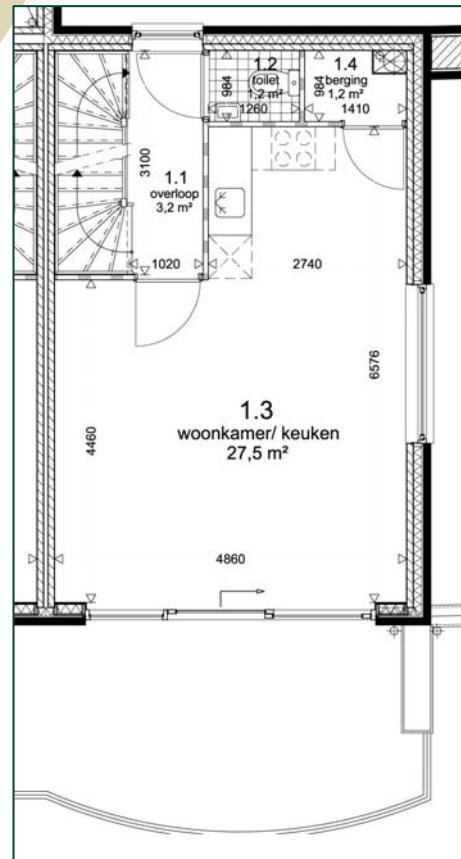 1.2
toilet
1,2 m²
984
1260
1.4
berging
1,2 m²
984
1410
3100
1.1
overloop
3,2 m²
1020
2740
6576
4460
1.3
woonkamer/ keuken
27,5 m²
4860